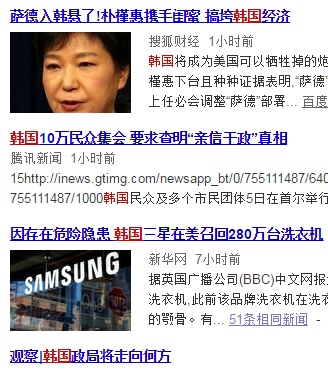 萨德入韩悬了!朴槿惠携手闺蜜 搞垮韩国经济
搜狐财经 1小时前
韩国将成为美国可以牺牲掉的炮
槿惠下台且种种证据表明,“萨德”
上任必会调整“萨德”部署... 百度
韩国10万民众集会 要求查明“亲信干政”真相
腾讯新闻 1小时前
15http://inews.gtimg.com/newsapp_bt/0/755111487/640
755111487/1000韩国民众及多个市民团体5日在首尔举行
因存在危险隐患 韩国三星在美召回280万台洗衣机
新华网 7小时前
SAMSUNG
据英国广播公司(BBC)中文网报
洗衣机,此前该品牌洗衣机在洗衣
的颚骨。有... 51条相同新闻 -
观察|韩国政局将走向何方